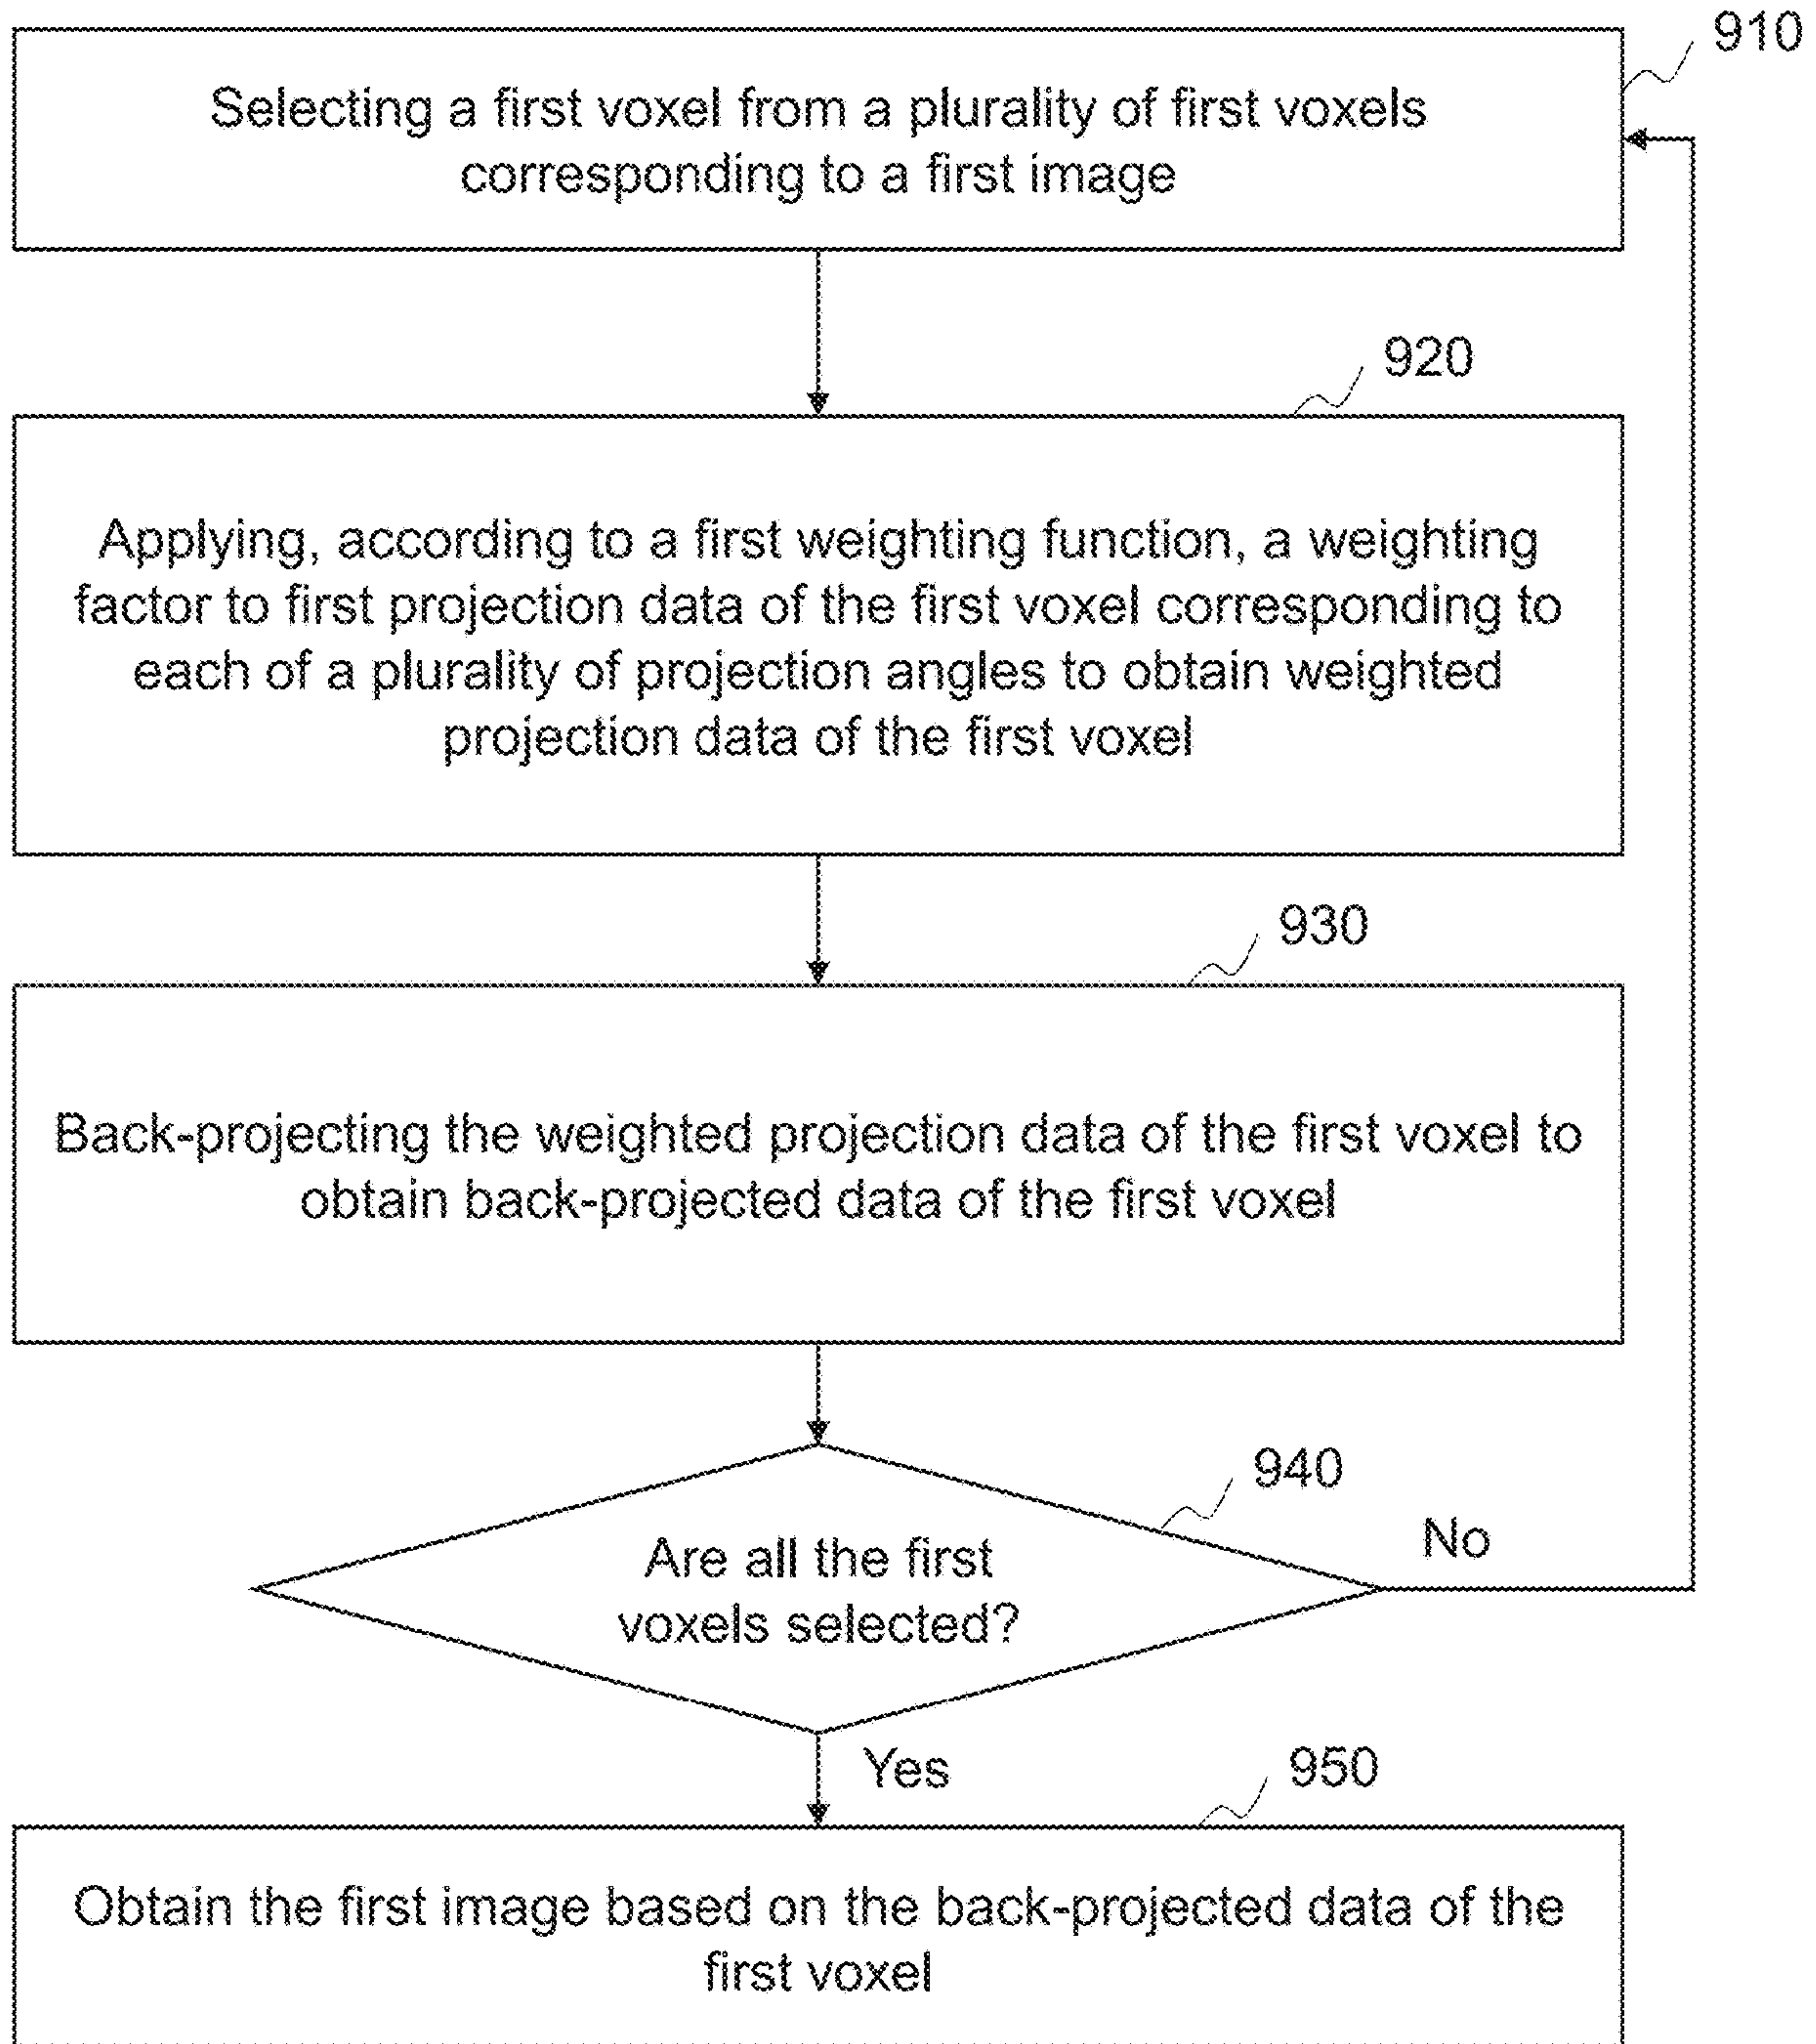 910
Selecting a first voxel from a plurality of first voxels
corresponding to a first image
920
Applying, according to a first weighting function, a weighting
factor to first projection data of the first voxel corresponding to
each of a plurality of projection angles to obtain weighted
projection data of the first voxel
930
Back-projecting the weighted projection data of the first voxel to
obtain back-projected data of the first voxel
940
Are all the first
voxels selected?
No
Yes
950
Obtain the first image based on the back-projected data of the
first voxel